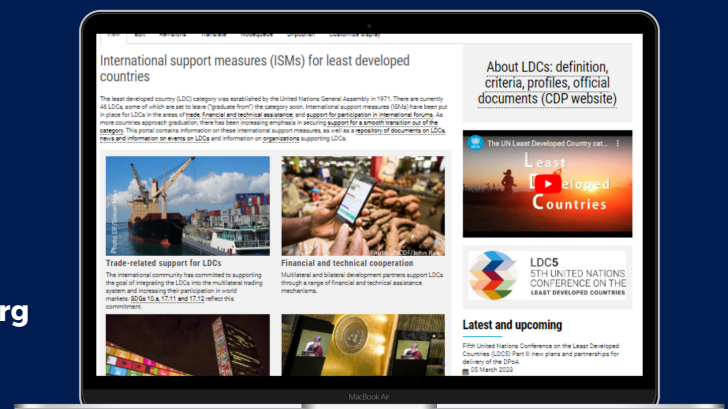 View Edit Revisions Translate Nodequeue Unpublish Customize display
International support measures (ISMs) for least developed
countries
The least developed country (LDC) category was established by the United Nations General Assembly in 1971. There are currently
46 LDCs, some of which are set to leave ("graduate from") the category soon. International support measures (ISMs) have been put
in place for LDCs in the areas of trade, financial and technical assistance, and support for participation in international forums. As
more countries approach graduation, there has been increasing emphasis in securing support for a smooth transition out of the
category. This portal contains information on these international support measures, as well as a repository of documents on LDCs,
news and information on events on LDCs and information on organizations supporting LDCs.
Trade-related support for LDCs
The international community has committed to supporting
the goal of integrating the LDCs into the multilateral trading
system and increasing their participation in world
markets. SDGs 10.a, 17.11 and 17.12 reflect this
commitment.
Financial and technical cooperation
Multilateral and bilateral development partners support LDCs
through a range of financial and technical assistance
mechanisms.
About LDCs: definition,
criteria, profiles, official
documents (CDP website)
The UN Least Developed Country cat...
Least
Developed
Countries
LDC5
5TH UNITED NATIONS
CONFERENCE ON THE
LEAST DEVELOPED COUNTRIES
Latest and upcoming
Fifth United Nations Conference on the Least Developed
Countries (LDC5) Part II: new plans and partnerships for
delivery of the DPoA
05 March 2023
rg
MacBook Air